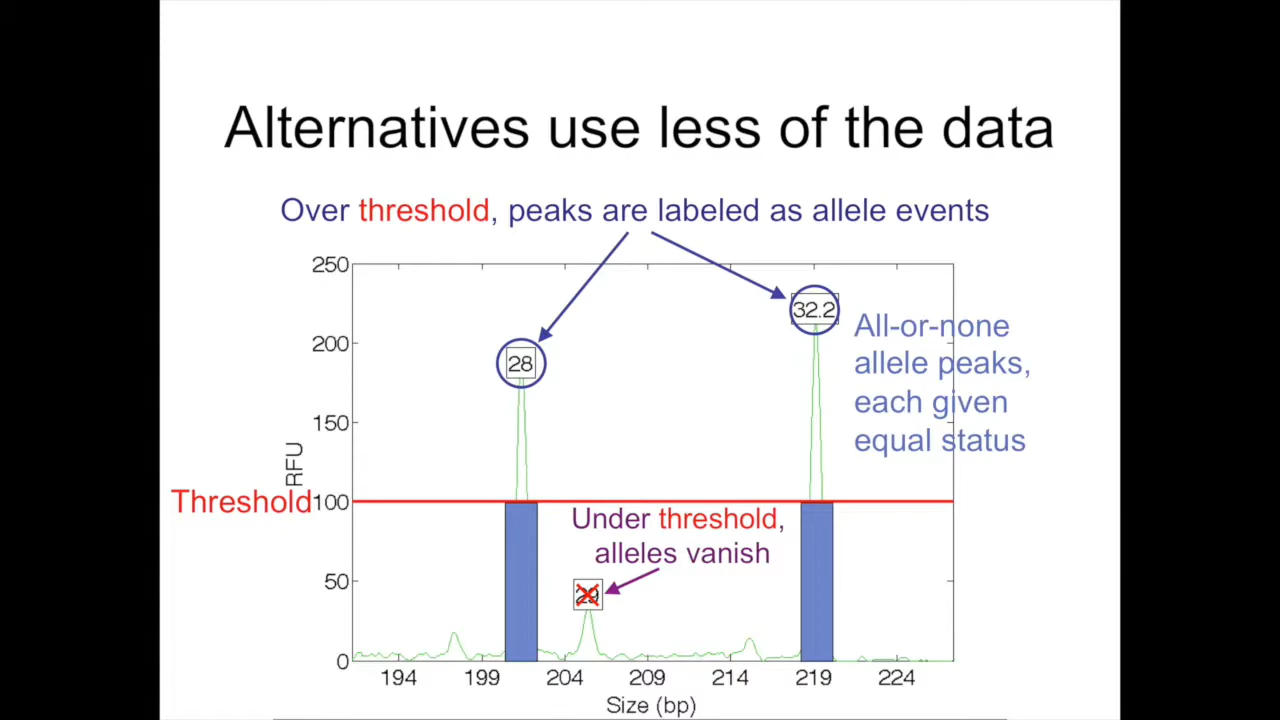 Alternatives use less of the data
Over threshold, peaks are labeled as allele events
250
200
150
100
50
0
RFU
Threshold
28
32.2
All-or-none
allele peaks,
each given
equal status
Under threshold,
alleles vanish
29
194 199 204 209 214 219 224
Size (bp)